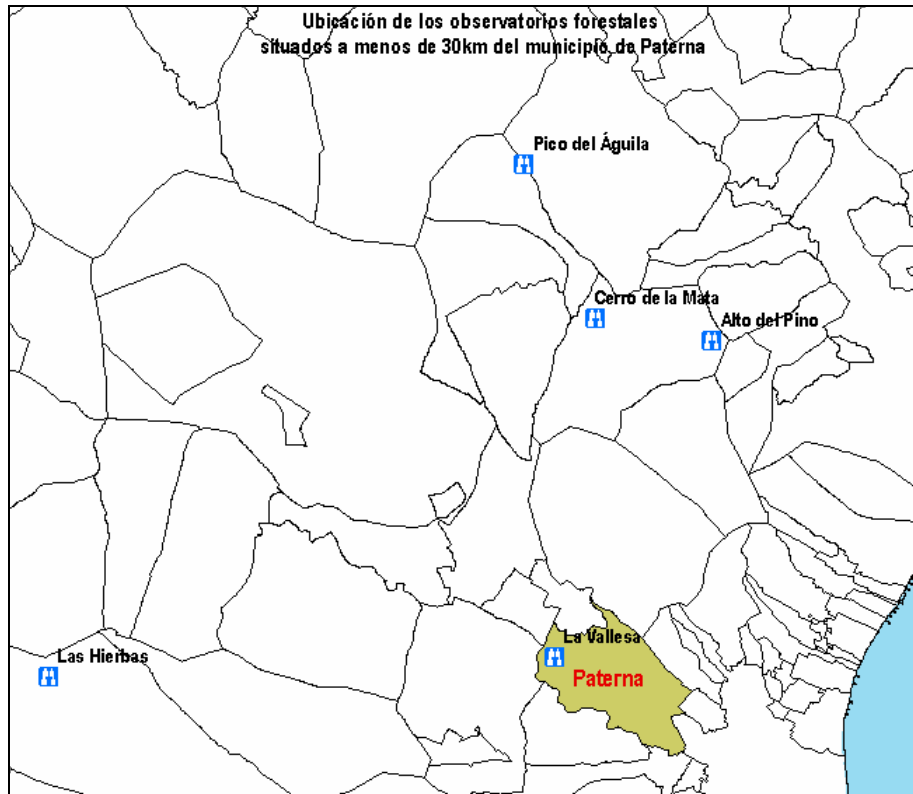 Ubicación de los observatorios forestales
situados a menos de 30km del municipio de Paterna
Pico del Águila
Cerro de la Mata
Alto del Pino
La Vallesa
Las Hierbas
Paterna